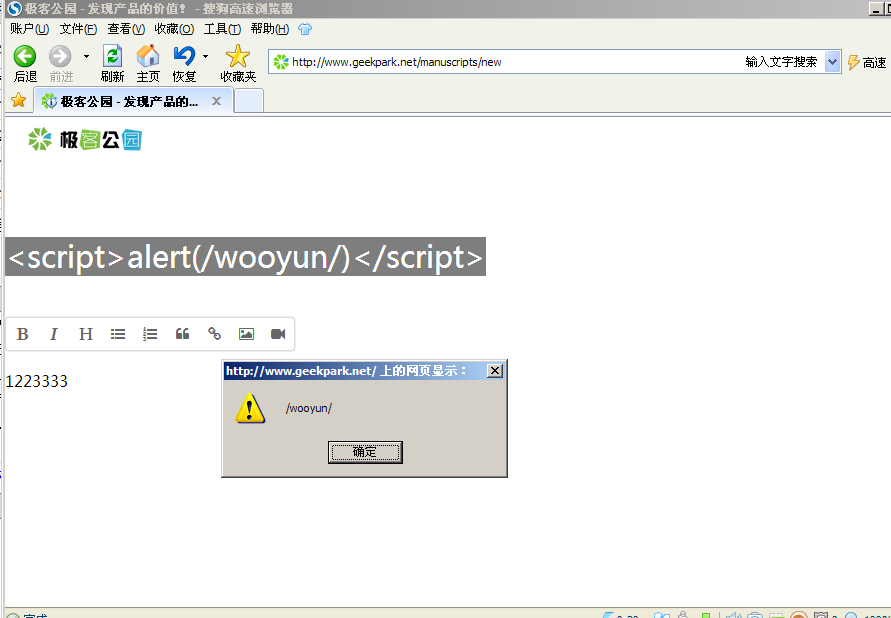 极客公园 - 发现产品的价值! - 搜狗高速浏览器
账户(U) 文件(F) 查看(V) 收藏(O) 工具(T) 帮助(H)
后退 前进 刷新 主页 恢复 收藏夹 http://www.geekpark.net/manuscripts/new 输入文字搜索 高速
极客公园 - 发现产品的...
极客公园
<script>alert(/wooyun/)</script>
B I H
1223333
http://www.geekpark.net/ 上的网页显示：
/wooyun/
确定
完成